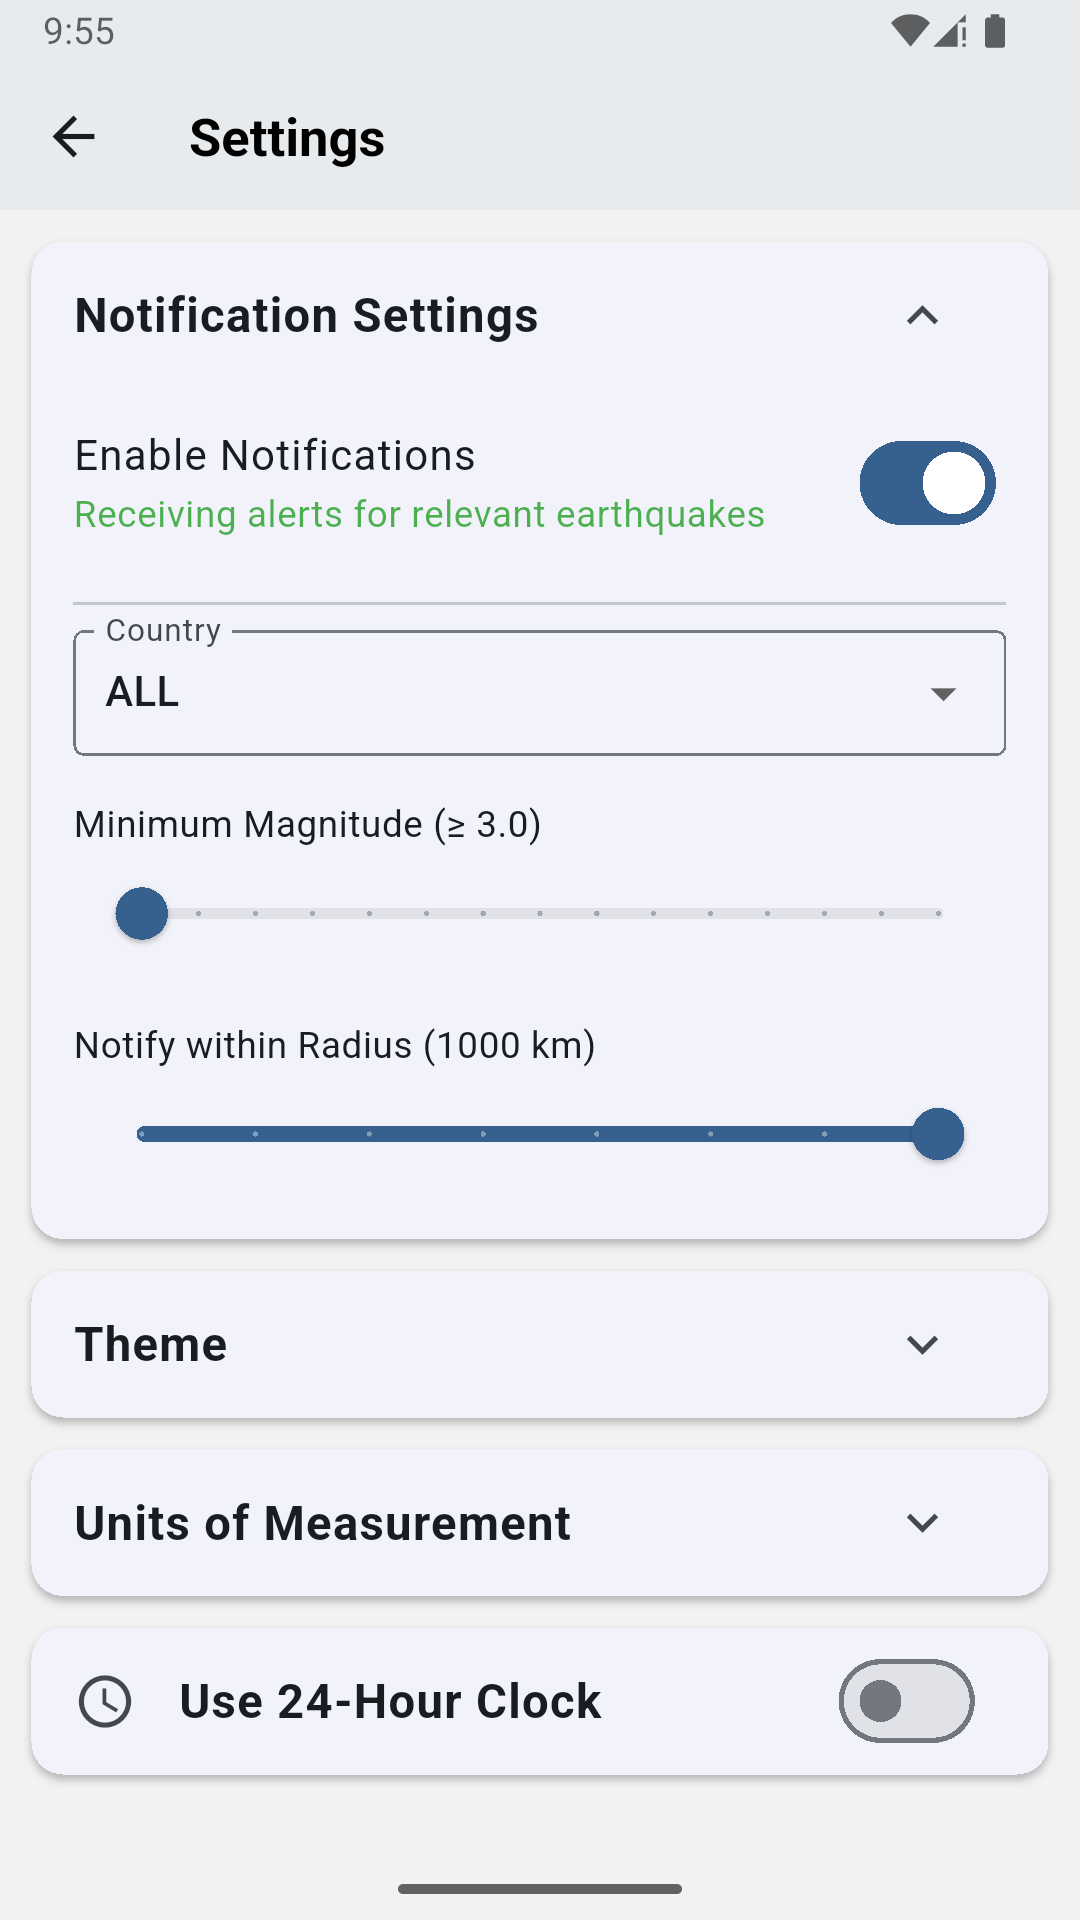 9:55
Settings
Notification Settings
Enable Notifications
Receiving alerts for relevant earthquakes
Country
ALL
Minimum Magnitude (≥ 3.0)
Notify within Radius (1000 km)
Theme
Units of Measurement
Use 24-Hour Clock